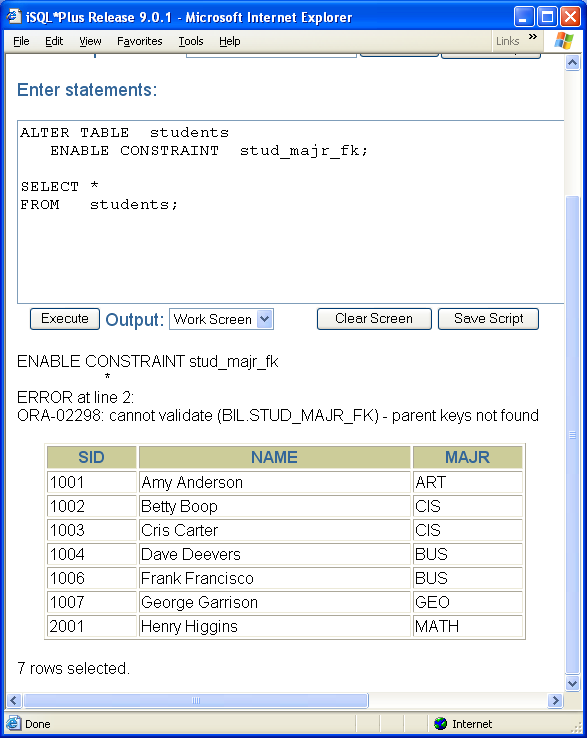 iSQL*Plus Release 9.0.1 - Microsoft Internet Explorer
File Edit View Favorites Tools Help Links »
Enter statements:
ALTER TABLE students
ENABLE CONSTRAINT stud_majr_fk;
SELECT *
FROM students;
Execute Output: Work Screen Clear Screen Save Script
ENABLE CONSTRAINT stud_majr_fk
*
ERROR at line 2:
ORA-02298: cannot validate (BIL.STUD_MAJR_FK) - parent keys not found
SID NAME MAJR
1001 Amy Anderson ART
1002 Betty Boop CIS
1003 Cris Carter CIS
1004 Dave Deevers BUS
1006 Frank Francisco BUS
1007 George Garrison GEO
2001 Henry Higgins MATH
7 rows selected.
Done Internet